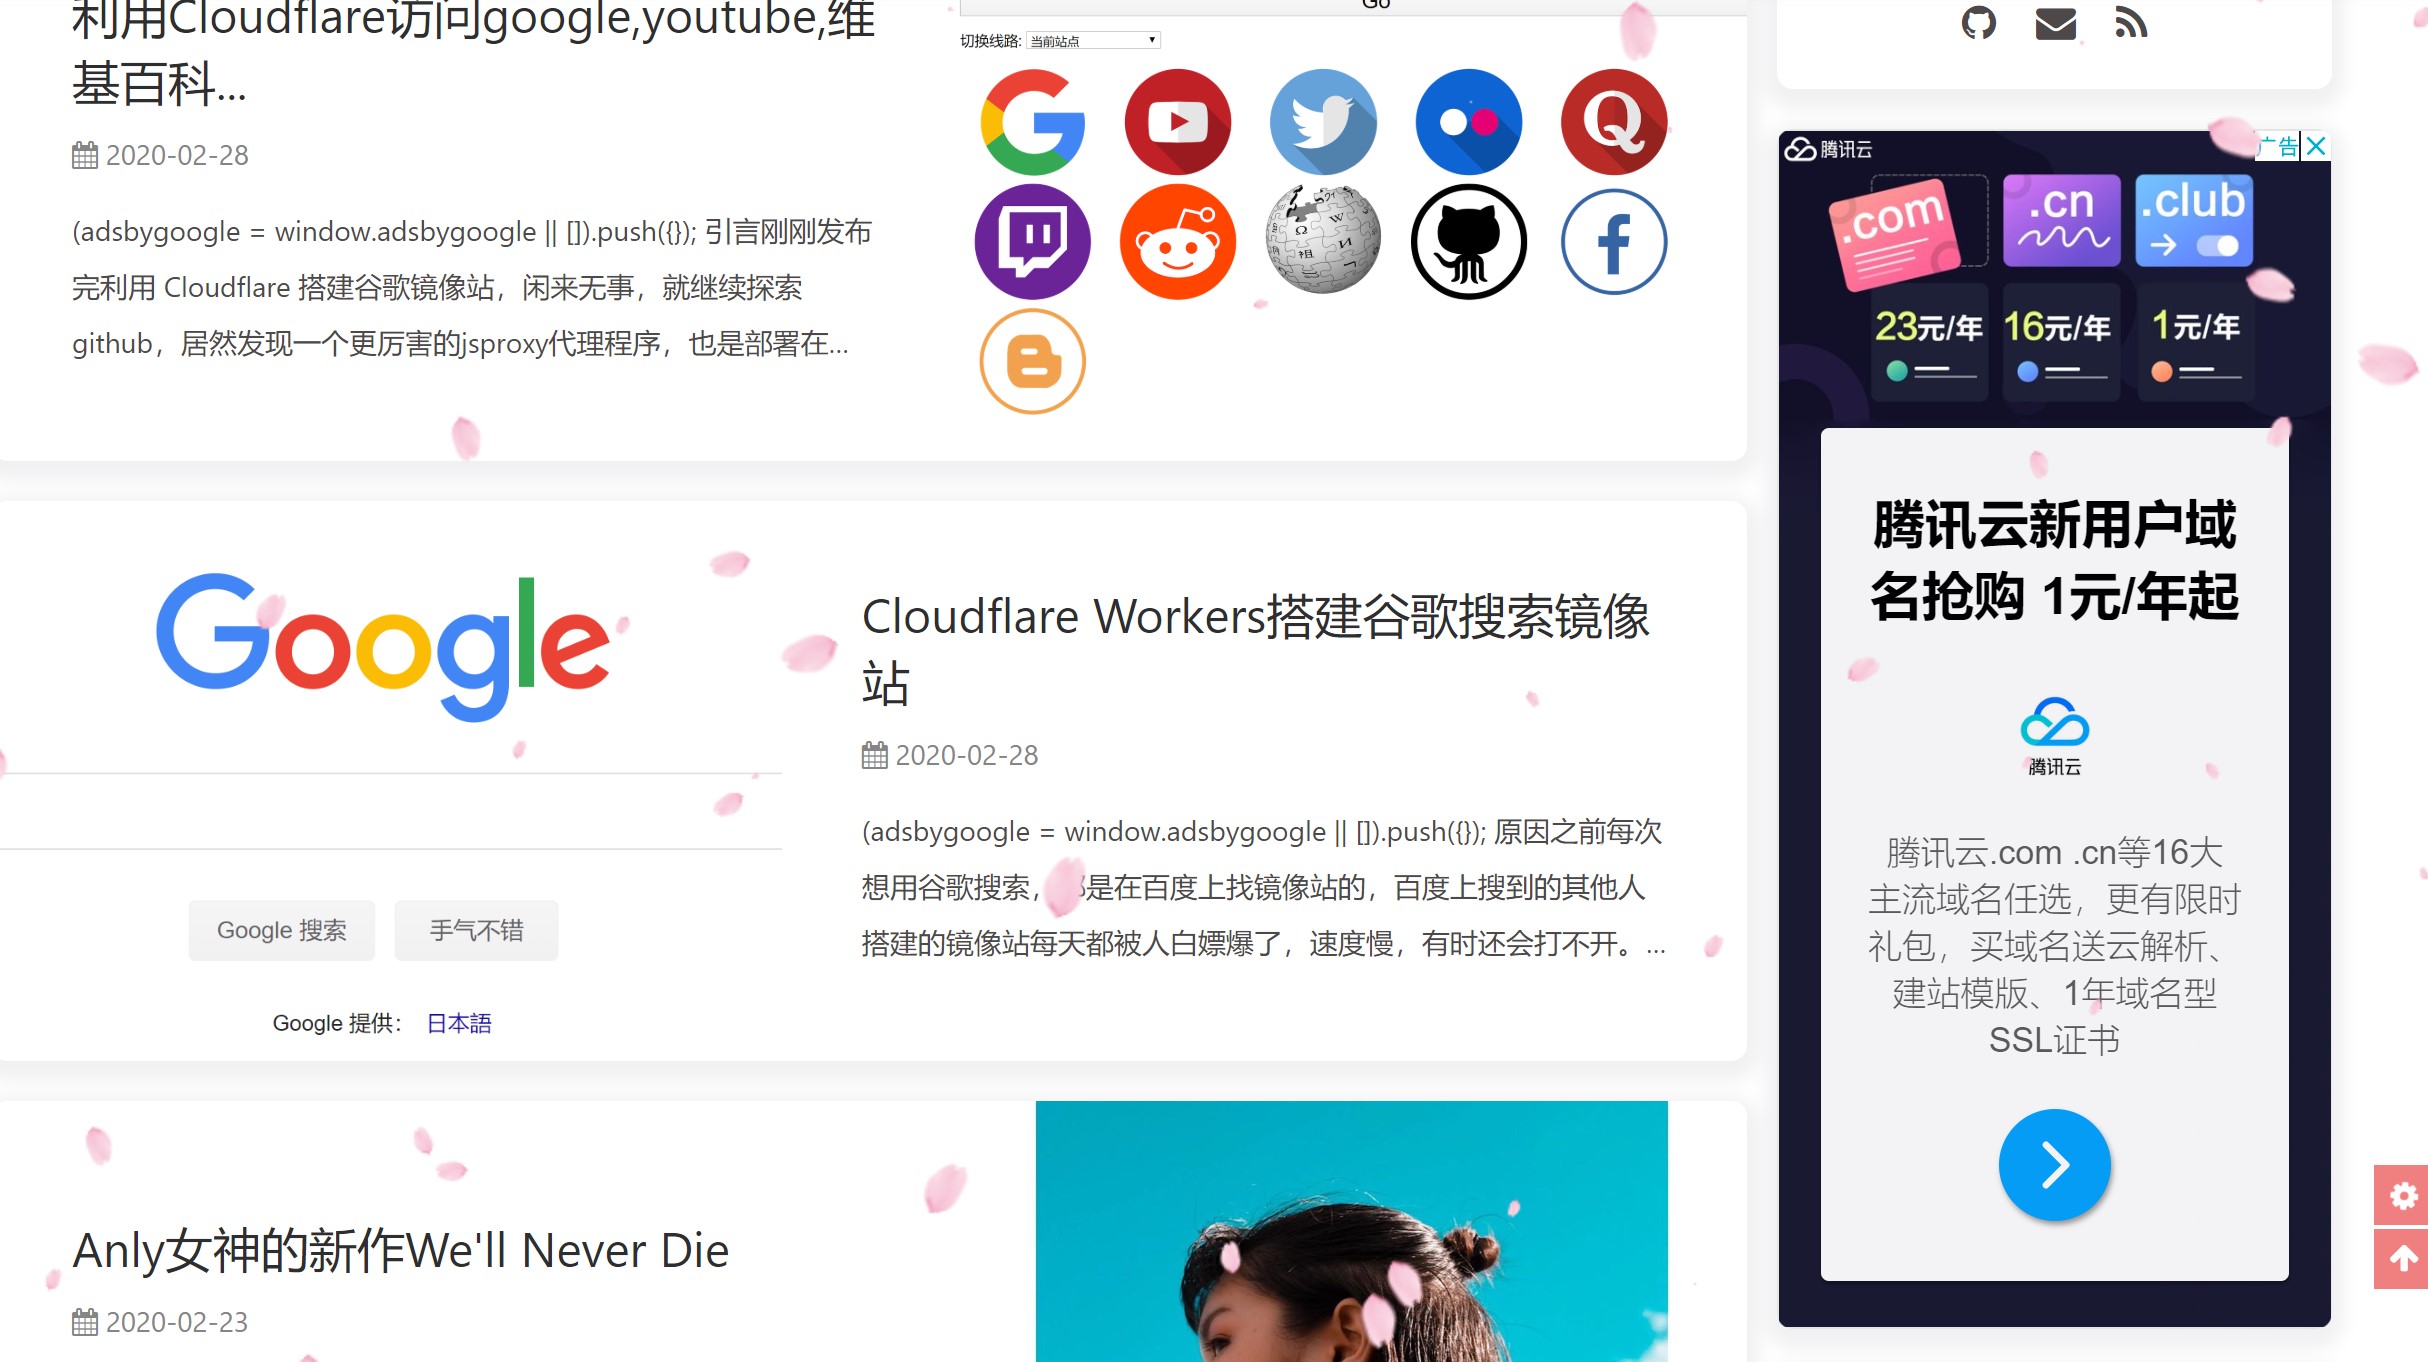 利用Cloudflare访问google,youtube,维
基百科...
2020-02-28
(adsbygoogle = window.adsbygoogle || []).push({}); 引言刚刚发布
完利用 Cloudflare 搭建谷歌镜像站，闲来无事，就继续探索
github，居然发现一个更厉害的jsproxy代理程序，也是部署在...
Go
切换线路: 当前站点
Google
Google 搜索
手气不错
Google 提供： 日本語
Cloudflare Workers搭建谷歌搜索镜像
站
2020-02-28
(adsbygoogle = window.adsbygoogle || []).push({}); 原因之前每次
想用谷歌搜索，都是在百度上找镜像站的，百度上搜到的其他人
搭建的镜像站每天都被人白嫖爆了，速度慢，有时还会打不开。...
Anly女神的新作We'll Never Die
2020-02-23
腾讯云
广告
.com .cn .club
23元/年 16元/年 1元/年
腾讯云新用户域
名抢购 1元/年起
腾讯云
腾讯云.com .cn等16大
主流域名任选，更有限时
礼包，买域名送云解析、
建站模版、1年域名型
SSL证书